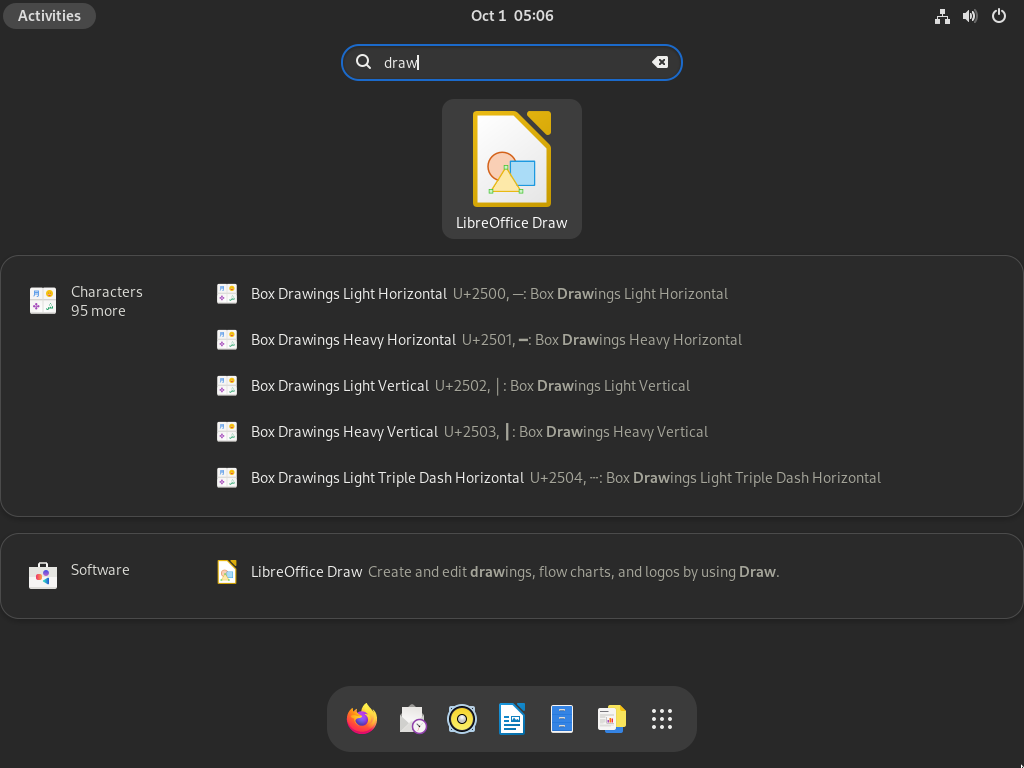 Activities
Oct 1 05:06
draw
LibreOffice Draw
Characters
95 more
Box Drawings Light Horizontal U+2500, ─: Box Drawings Light Horizontal
Box Drawings Heavy Horizontal U+2501, ━: Box Drawings Heavy Horizontal
Box Drawings Light Vertical U+2502, │: Box Drawings Light Vertical
Box Drawings Heavy Vertical U+2503, ┃: Box Drawings Heavy Vertical
Box Drawings Light Triple Dash Horizontal U+2504, ┄: Box Drawings Light Triple Dash Horizontal
Software
LibreOffice Draw Create and edit drawings, flow charts, and logos by using Draw.